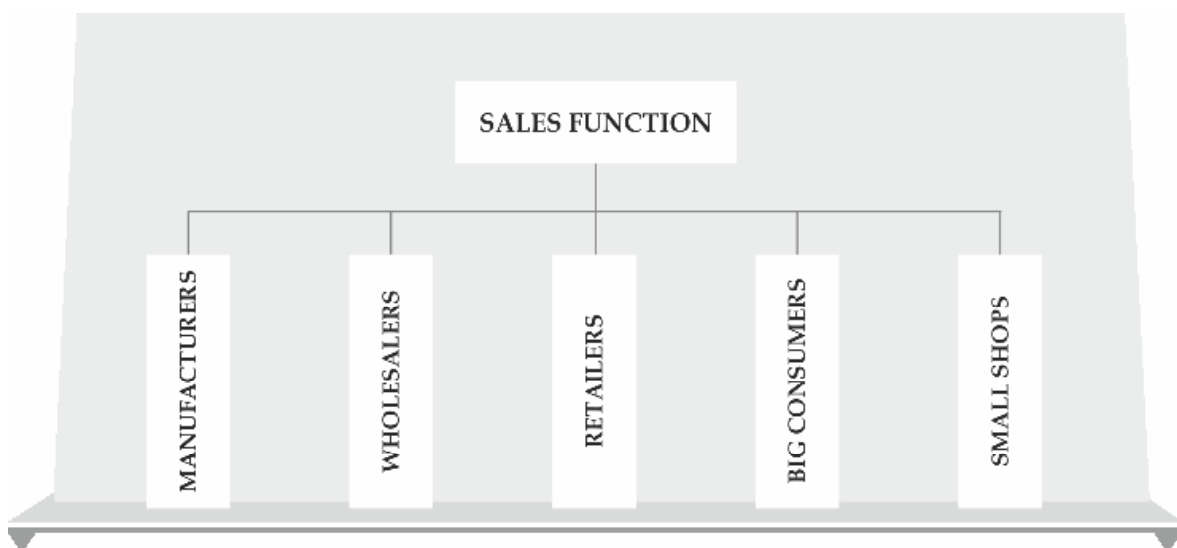 SALES FUNCTION
MANUFACTURERS
WHOLESALERS
RETAILERS
BIG CONSUMERS
SMALL SHOPS